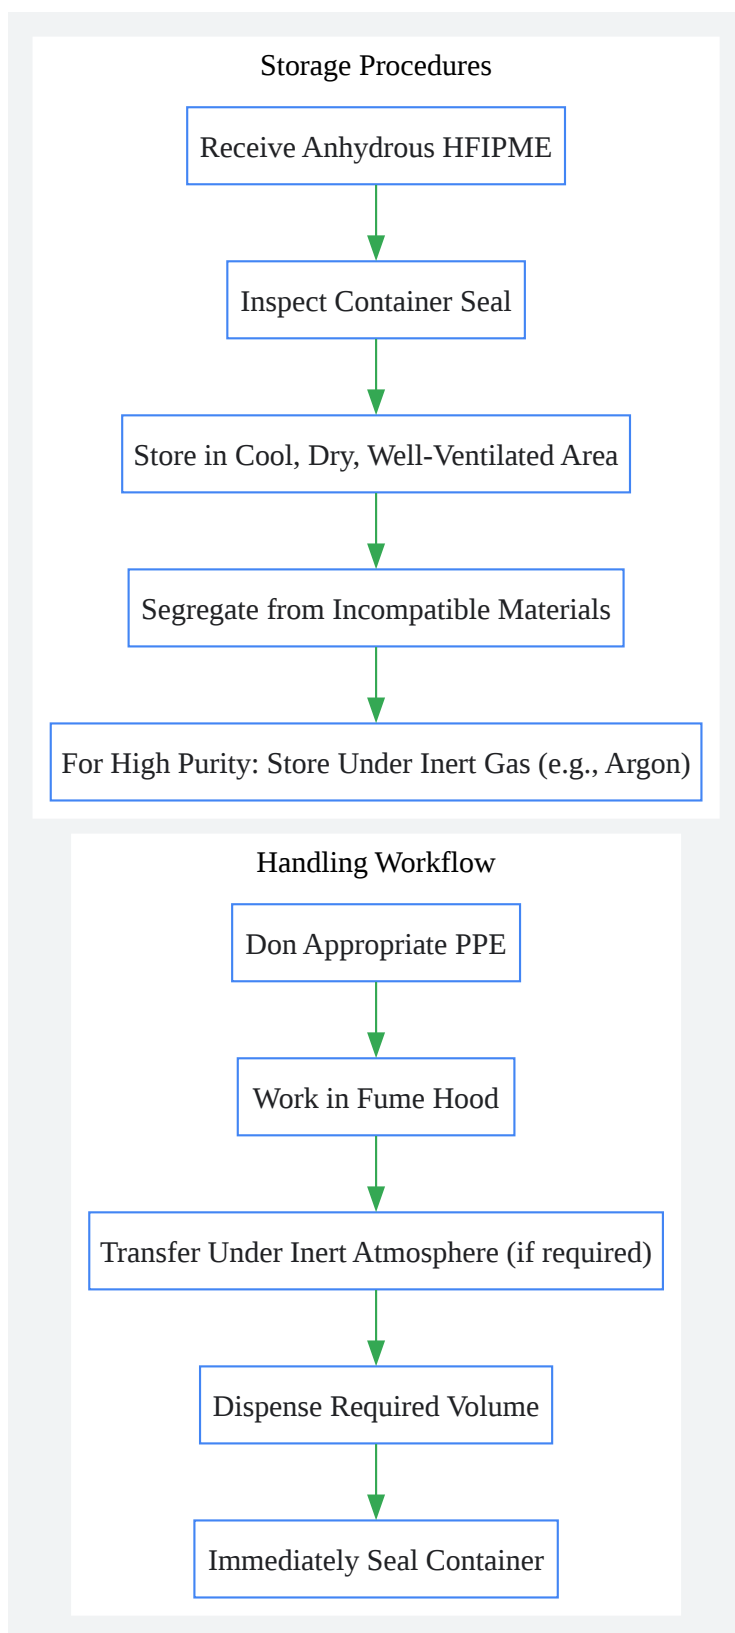 Storage Procedures
Receive Anhydrous HFIPME
Inspect Container Seal
Store in Cool, Dry, Well-Ventilated Area
Segregate from Incompatible Materials
For High Purity: Store Under Inert Gas (e.g., Argon)
Handling Workflow
Don Appropriate PPE
Work in Fume Hood
Transfer Under Inert Atmosphere (if required)
Dispense Required Volume
Immediately Seal Container